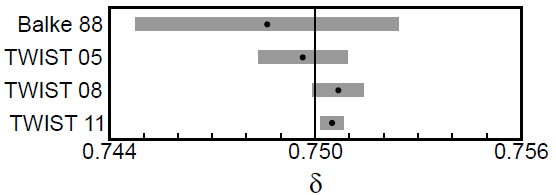 Balke 88
TWIST 05
TWIST 08
TWIST 11
0.744 0.750 0.756
δ